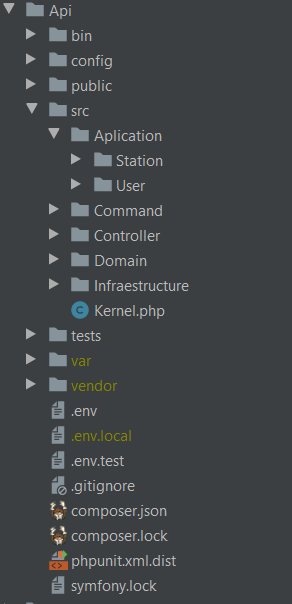 Api
bin
config
public
src
Aplication
Station
User
Command
Controller
Domain
Infraestructure
Kernel.php
tests
var
vendor
.env
.env.local
.env.test
.gitignore
composer.json
composer.lock
phpunit.xml.dist
symfony.lock